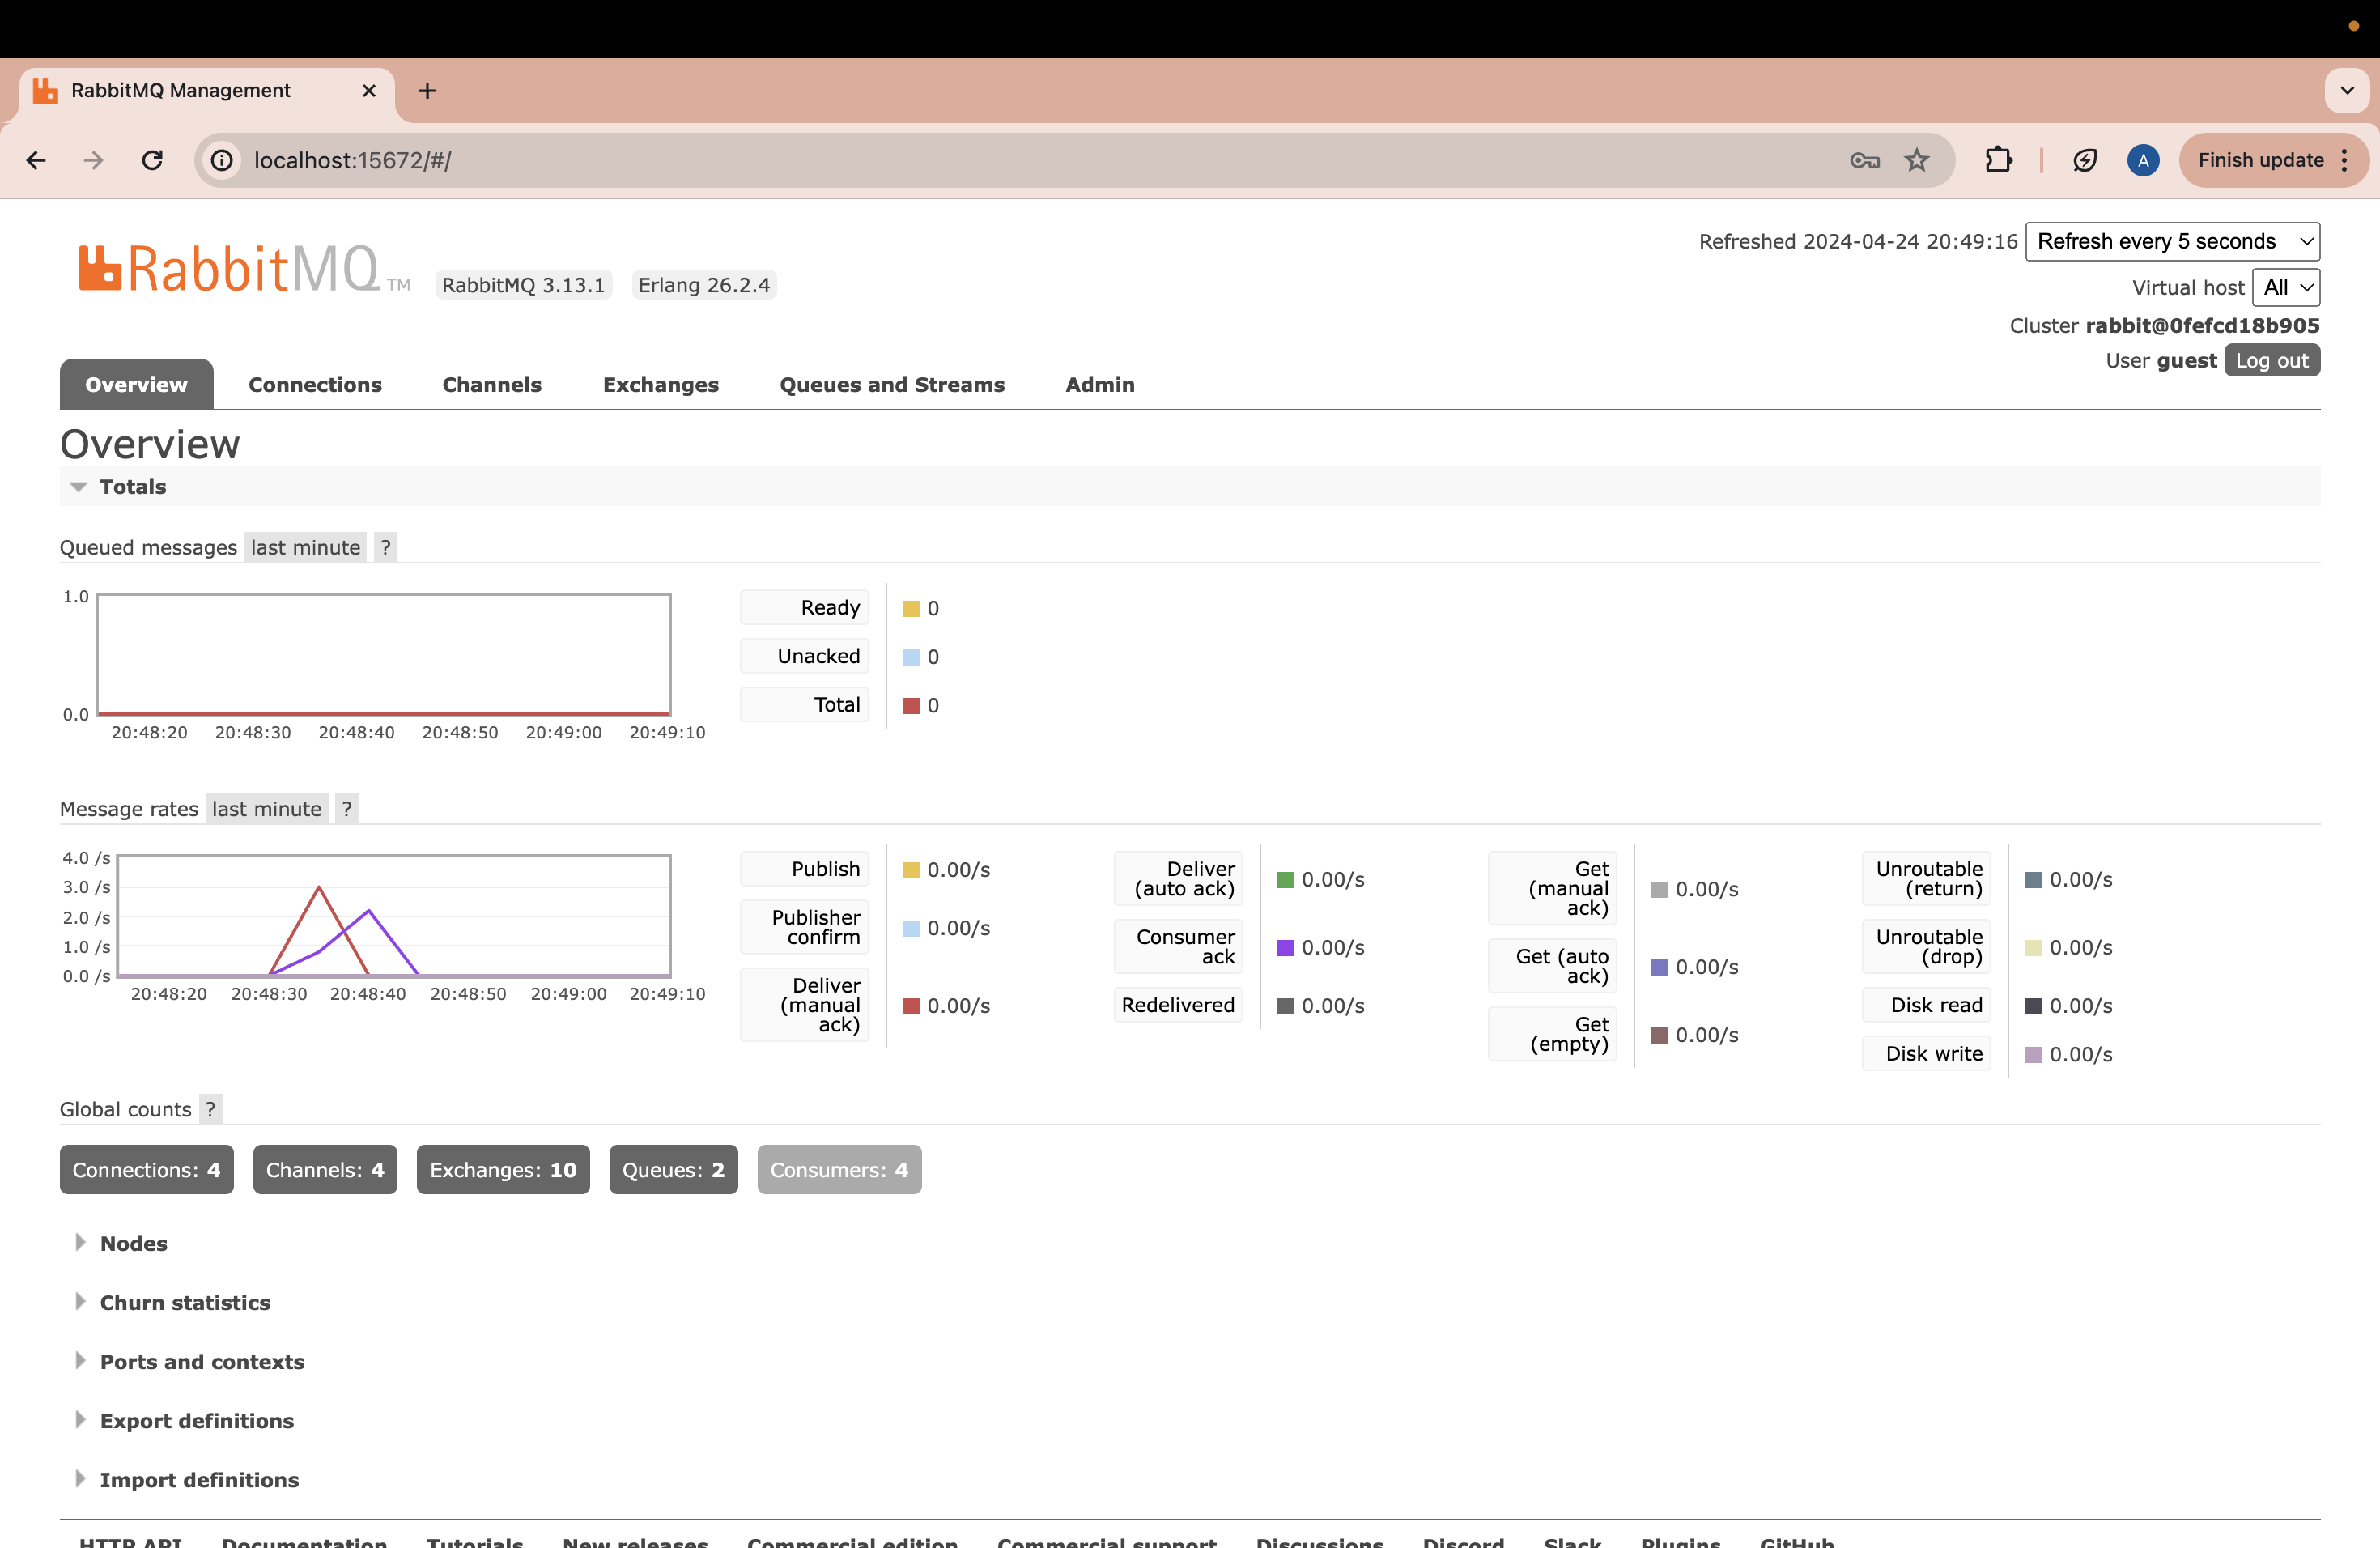 RabbitMQ Management
localhost:15672/#/
A
Finish update
RabbitMQ TM
RabbitMQ 3.13.1 Erlang 26.2.4
Refreshed 2024-04-24 20:49:16 Refresh every 5 seconds
Virtual host All
Cluster rabbit@0fefcd18b905
User guest Log out
Overview Connections Channels Exchanges Queues and Streams Admin
Overview
Totals
Queued messages last minute ?
1.0
0.0
20:48:20 20:48:30 20:48:40 20:48:50 20:49:00 20:49:10
Ready 0
Unacked 0
Total 0
Message rates last minute ?
4.0 /s
3.0 /s
2.0 /s
1.0 /s
0.0 /s
20:48:20 20:48:30 20:48:40 20:48:50 20:49:00 20:49:10
Publish 0.00/s
Publisher
confirm 0.00/s
Deliver
(manual
ack) 0.00/s
Deliver
(auto ack) 0.00/s
Consumer
ack 0.00/s
Redelivered 0.00/s
Get
(manual
ack) 0.00/s
Get (auto
ack) 0.00/s
Get
(empty) 0.00/s
Unroutable
(return) 0.00/s
Unroutable
(drop) 0.00/s
Disk read 0.00/s
Disk write 0.00/s
Global counts ?
Connections: 4 Channels: 4 Exchanges: 10 Queues: 2 Consumers: 4
Nodes
Churn statistics
Ports and contexts
Export definitions
Import definitions
HTTP API Documentation Tutorials New releases Commercial edition Commercial support Discussions Discord Slack Plugins GitHub